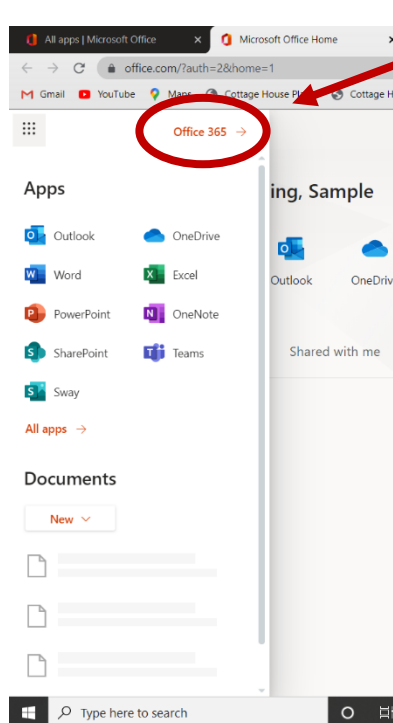 All apps | Microsoft Office × Microsoft Office Home ×
office.com/?auth=2&home=1
Gmail YouTube Maps Cottage House Pla Cottage H
Office 365 →
Apps
ing, Sample
Outlook OneDrive
Word Excel
Outlook OneDriv
PowerPoint OneNote
SharePoint Teams
Shared with me
Sway
All apps →
Documents
New
Type here to search